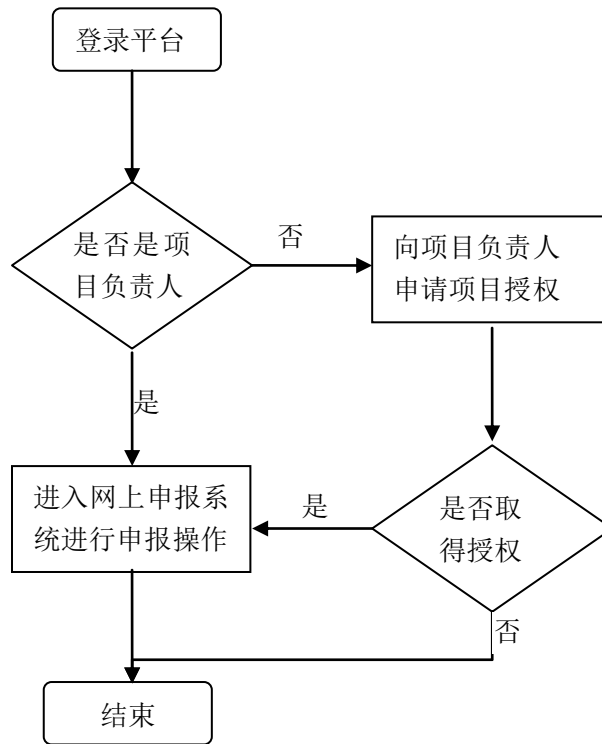 登录平台
是否是项
目负责人
否
向项目负责人
申请项目授权
是
进入网上申报系
统进行申报操作
是
是否取
得授权
否
结束